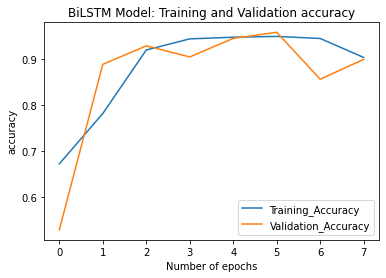 BiLSTM Model: Training and Validation accuracy
accuracy
0.9
0.8
0.7
0.6
Training_Accuracy
Validation_Accuracy
0 1 2 3 4 5 6 7
Number of epochs